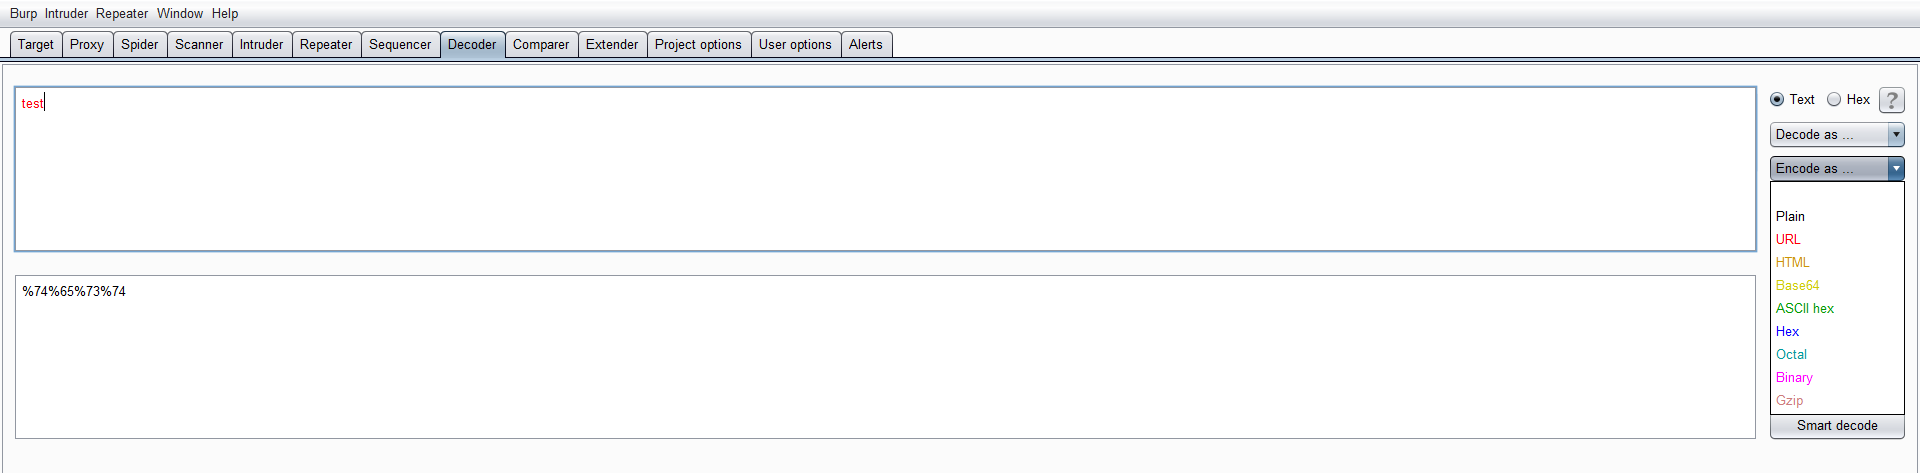 Burp Intruder Repeater Window Help
Target Proxy Spider Scanner Intruder Repeater Sequencer Decoder Comparer Extender Project options User options Alerts
test
Text Hex ?
Decode as ...
Encode as ...
Plain
URL
HTML
Base64
ASCII hex
Hex
Octal
Binary
Gzip
Smart decode
%74%65%73%74